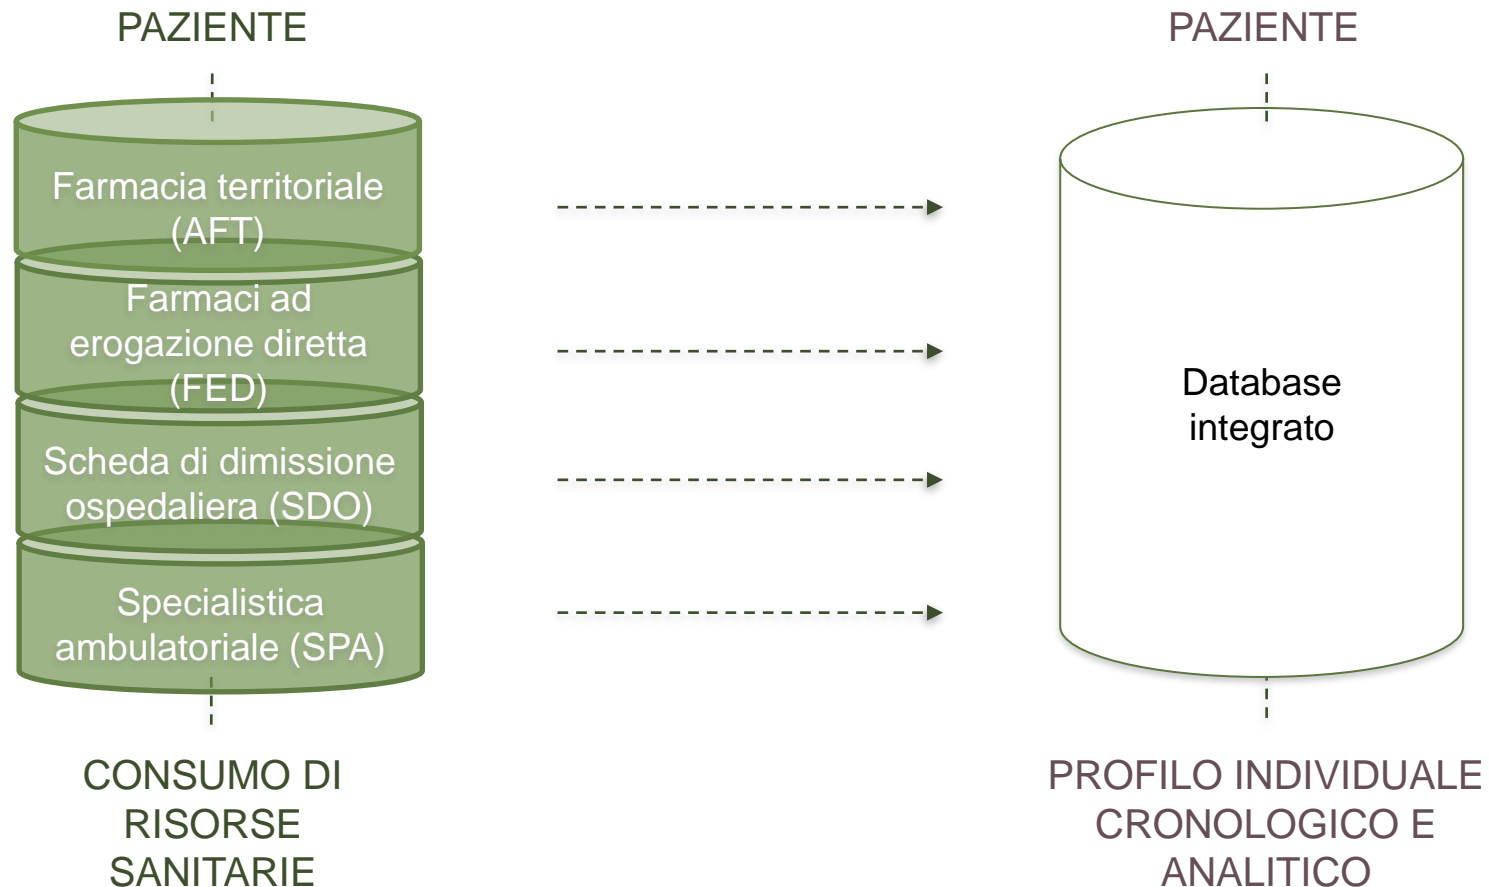 PAZIENTE
Farmacia territoriale
(AFT)
Farmaci ad
erogazione diretta
(FED)
Scheda di dimissione
ospedaliera (SDO)
Specialistica
ambulatoriale (SPA)
CONSUMO DI
RISORSE
SANITARIE
PAZIENTE
Database
integrato
PROFILO INDIVIDUALE
CRONOLOGICO E
ANALITICO